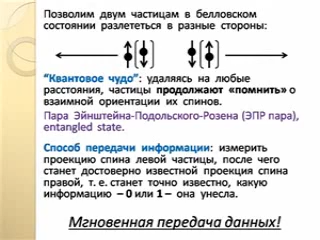 Позволим двум частицам в белловском
состоянии разлететься в разные стороны:
“Квантовое чудо”: удаляясь на любые
расстояния, частицы продолжают «помнить» о
взаимной ориентации их спинов.
Пара Эйнштейна-Подольского-Розена (ЭПР пара),
entangled state.
Способ передачи информации: измерить
проекцию спина левой частицы, после чего
станет достоверно известной проекция спина
правой, т. е. станет точно известно, какую
информацию – 0 или 1 – она унесла.
Мгновенная передача данных!